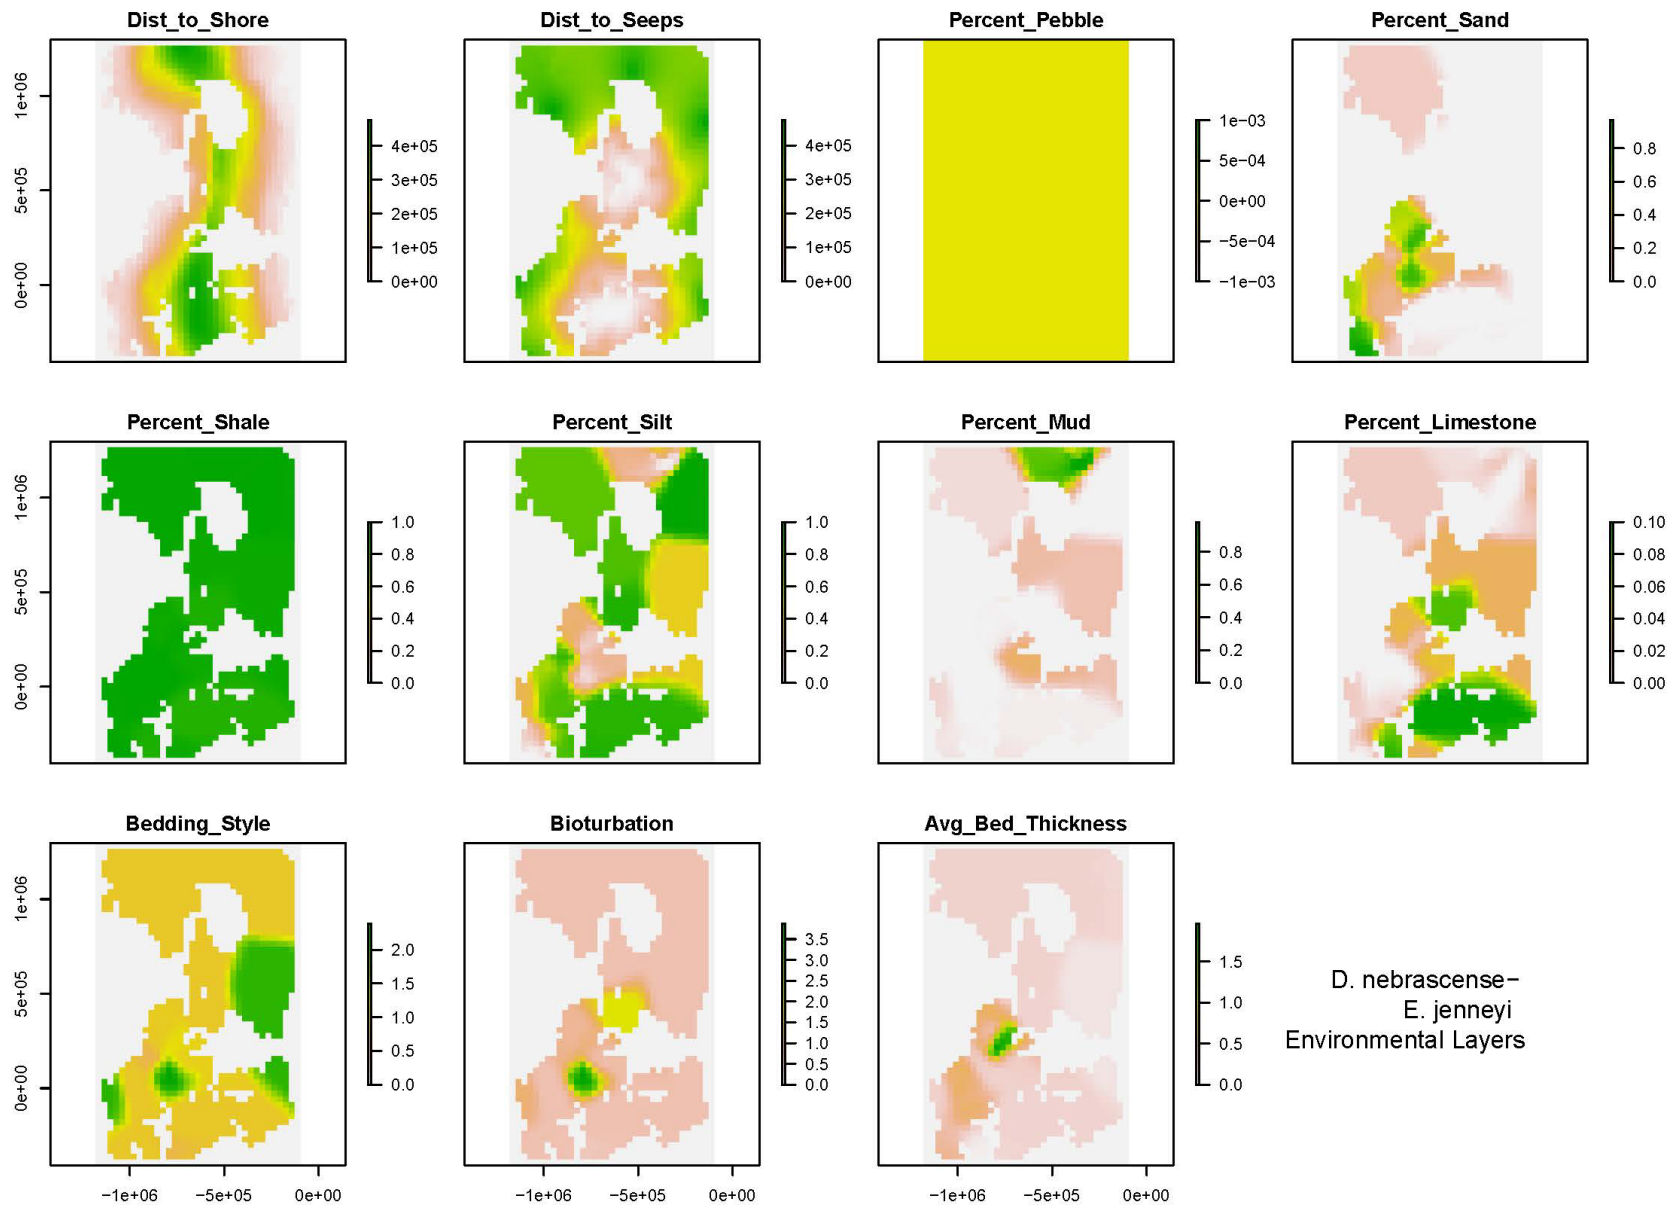 Dist_to_Shore
Dist_to_Seeps
Percent_Pebble
Percent_Sand
1e+06
5e+05
0e+00
4e+05
3e+05
2e+05
1e+05
0e+00
4e+05
3e+05
2e+05
1e+05
0e+00
1e−03
5e−04
0e+00
−5e−04
−1e−03
0.8
0.6
0.4
0.2
0.0
Percent_Shale
Percent_Silt
Percent_Mud
Percent_Limestone
1e+06
5e+05
0e+00
1.0
0.8
0.6
0.4
0.2
0.0
1.0
0.8
0.6
0.4
0.2
0.0
0.8
0.6
0.4
0.2
0.0
0.10
0.08
0.06
0.04
0.02
0.00
Bedding_Style
Bioturbation
Avg_Bed_Thickness
1e+06
5e+05
0e+00
2.0
1.5
1.0
0.5
0.0
3.5
3.0
2.5
2.0
1.5
1.0
0.5
0.0
1.5
1.0
0.5
0.0
D. nebrascense−
E. jenneyi
Environmental Layers
−1e+06 −5e+05 0e+00
−1e+06 −5e+05 0e+00
−1e+06 −5e+05 0e+00